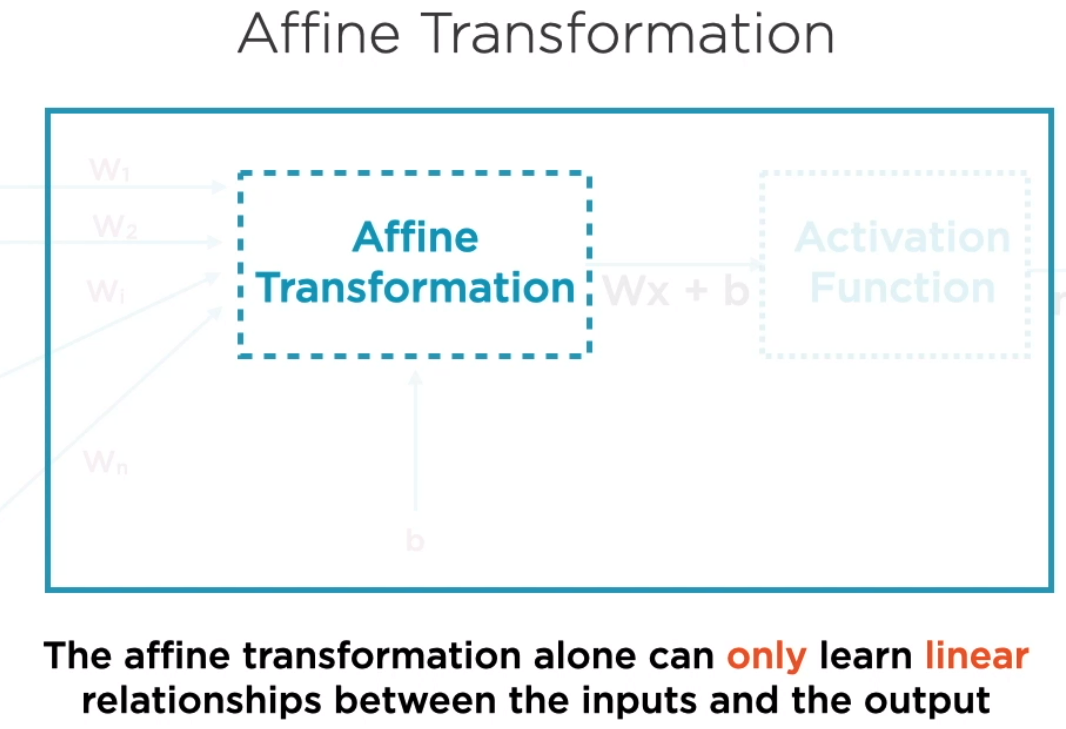 Affine Transformation
W1
W2
Wi
Wn
Affine
Transformation
Wx + b
Activation
Function
b
The affine transformation alone can only learn linear
relationships between the inputs and the output